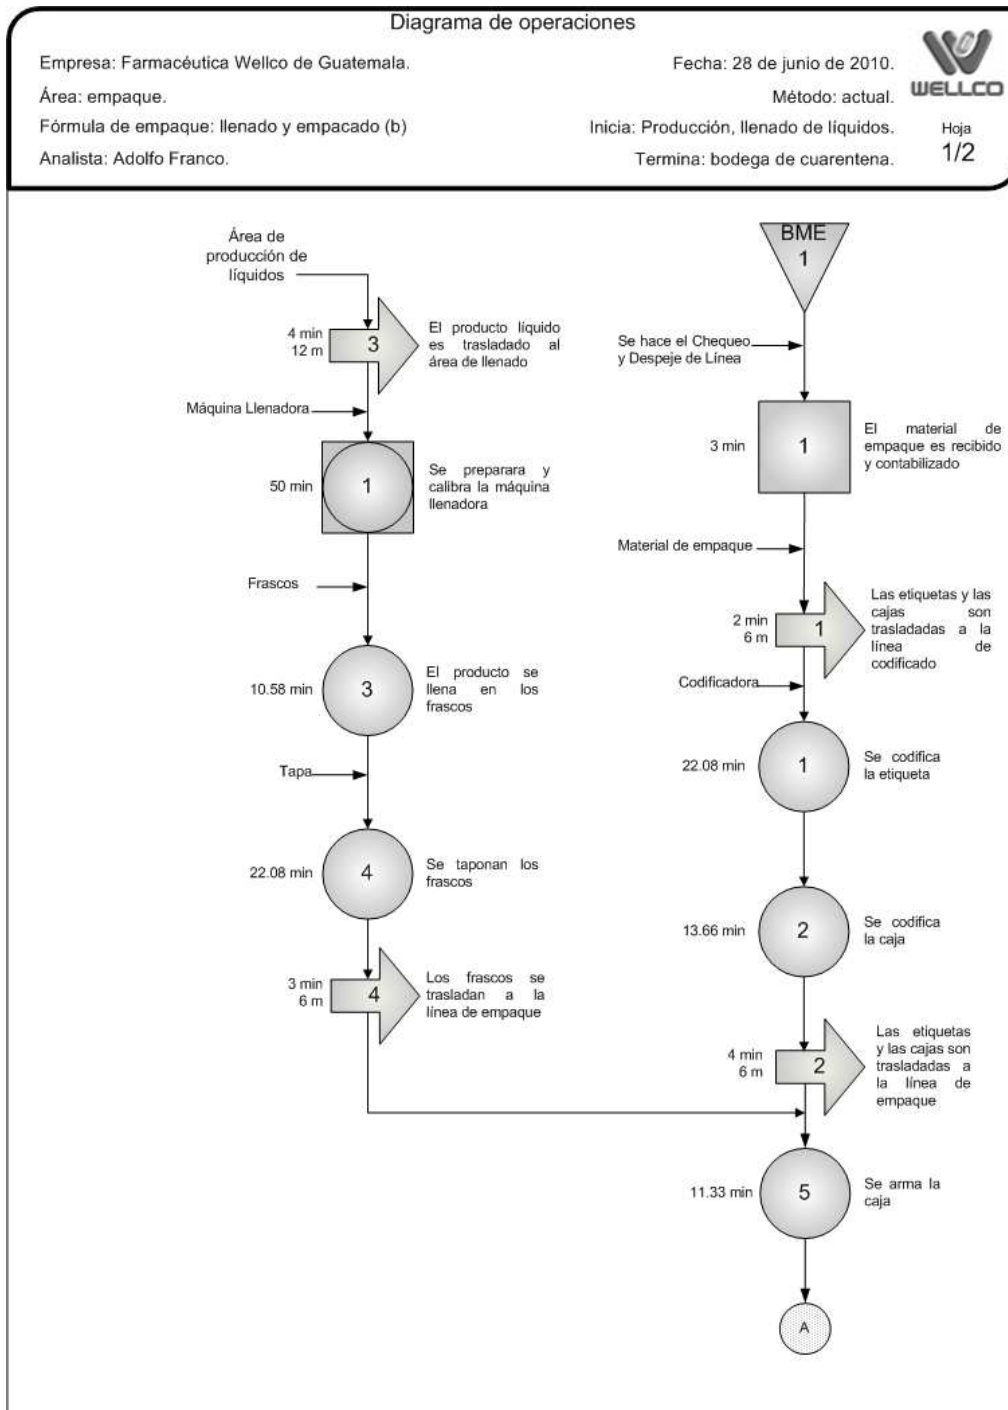 Diagrama de operaciones
Empresa: Farmacéutica Wellco de Guatemala.
Fecha: 28 de junio de 2010.
WELLCO
Área: empaque.
Método: actual.
Fórmula de empaque: llenado y empacado (b)
Inicia: Producción, llenado de líquidos.
Hoja
1/2
Analista: Adolfo Franco.
Termina: bodega de cuarentena.
Área de
producción de
líquidos
4 min
12 m
3
El producto líquido
es trasladado al
área de llenado
Máquina Llenadora
50 min
1
Se preparara y
calibra la máquina
llenadora
Frascos
10.58 min
3
El producto se
llena en los
frascos
Tapa
22.08 min
4
Se taponan los
frascos
3 min
6 m
4
Los frascos se
trasladan a la
línea de empaque
BME
1
Se hace el Chequeo
y Despeje de Línea
3 min
1
El material de
empaque es recibido
y contabilizado
Material de empaque
2 min
6 m
1
Las etiquetas y las
cajas son
trasladadas a la
línea de
codificado
Codificadora
22.08 min
1
Se codifica
la etiqueta
13.66 min
2
Se codifica
la caja
4 min
6 m
2
Las etiquetas
y las cajas son
trasladadas a
la línea de
empaque
11.33 min
5
Se arma la
caja
A